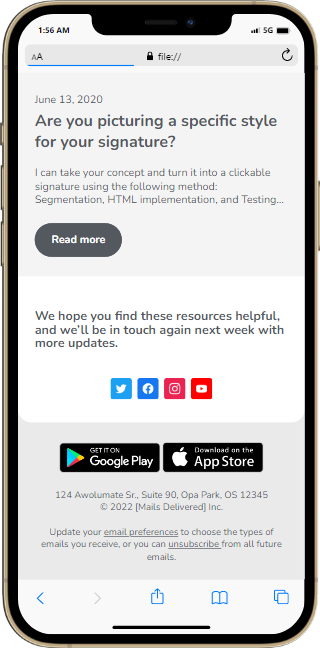 1:56 AM
5G
AA
file://
June 13, 2020
Are you picturing a specific style
for your signature?
I can take your concept and turn it into a clickable
signature using the following method:
Segmentation, HTML implementation, and Testing...
Read more
We hope you find these resources helpful,
and we'll be in touch again next week with
more updates.
GET IT ON
Google Play
Download on the
App Store
124 Awolumate Sr., Suite 90, Opa Park, OS 12345
© 2022 [Mails Delivered] Inc.
Update your email preferences to choose the types of
emails you receive, or you can unsubscribe from all future
emails.